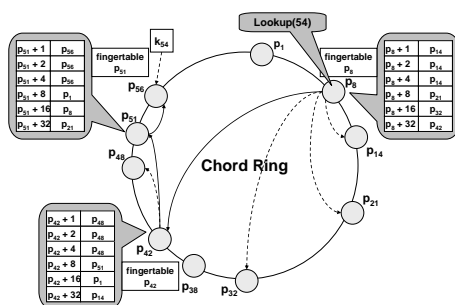 Lookup(54)
k54
p1
fingertable
p51
p51 + 1 p56
p51 + 2 p56
p51 + 4 p56
p51 + 8 p1
p51 + 16 p8
p51 + 32 p21
fingertable
p8
p8 + 1 p14
p8 + 2 p14
p8 + 4 p14
p8 + 8 p21
p8 + 16 p32
p8 + 32 p42
p56
p8
p51
p14
p48
Chord Ring
p21
p42 + 1 p48
p42 + 2 p48
p42 + 4 p48
p42 + 8 p51
p42 + 16 p1
p42 + 32 p14
p42
fingertable
p42
p38
p32